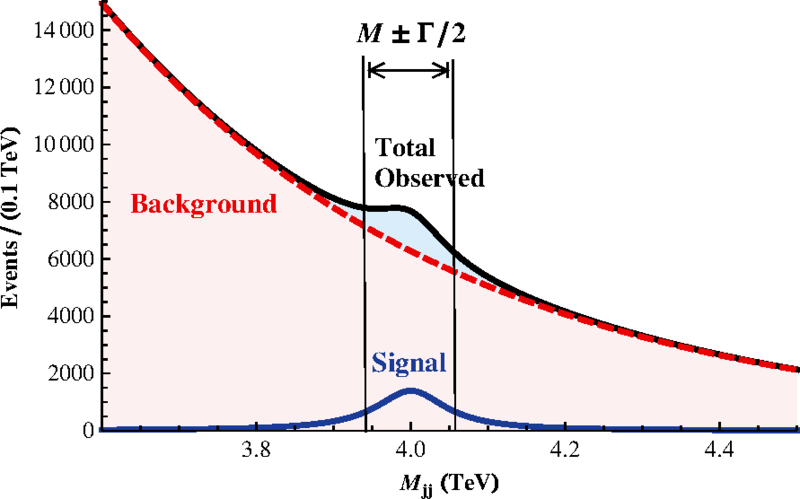 14 000
12 000
10 000
8000
6000
4000
2000
0
Events / (0.1 TeV)
M ± Γ/2
Total
Observed
Background
Signal
3.8
4.0
4.2
4.4
Mjj (TeV)